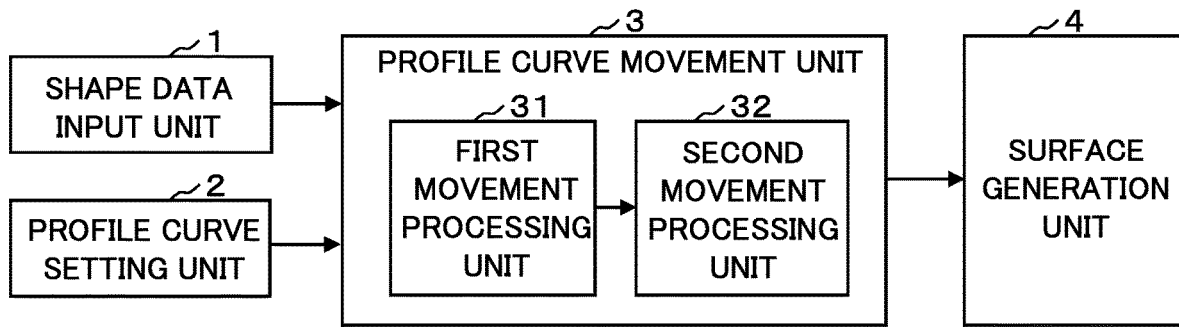 1
SHAPE DATA
INPUT UNIT
2
PROFILE CURVE
SETTING UNIT
3
PROFILE CURVE MOVEMENT UNIT
31
FIRST
MOVEMENT
PROCESSING
UNIT
32
SECOND
MOVEMENT
PROCESSING
UNIT
4
SURFACE
GENERATION
UNIT